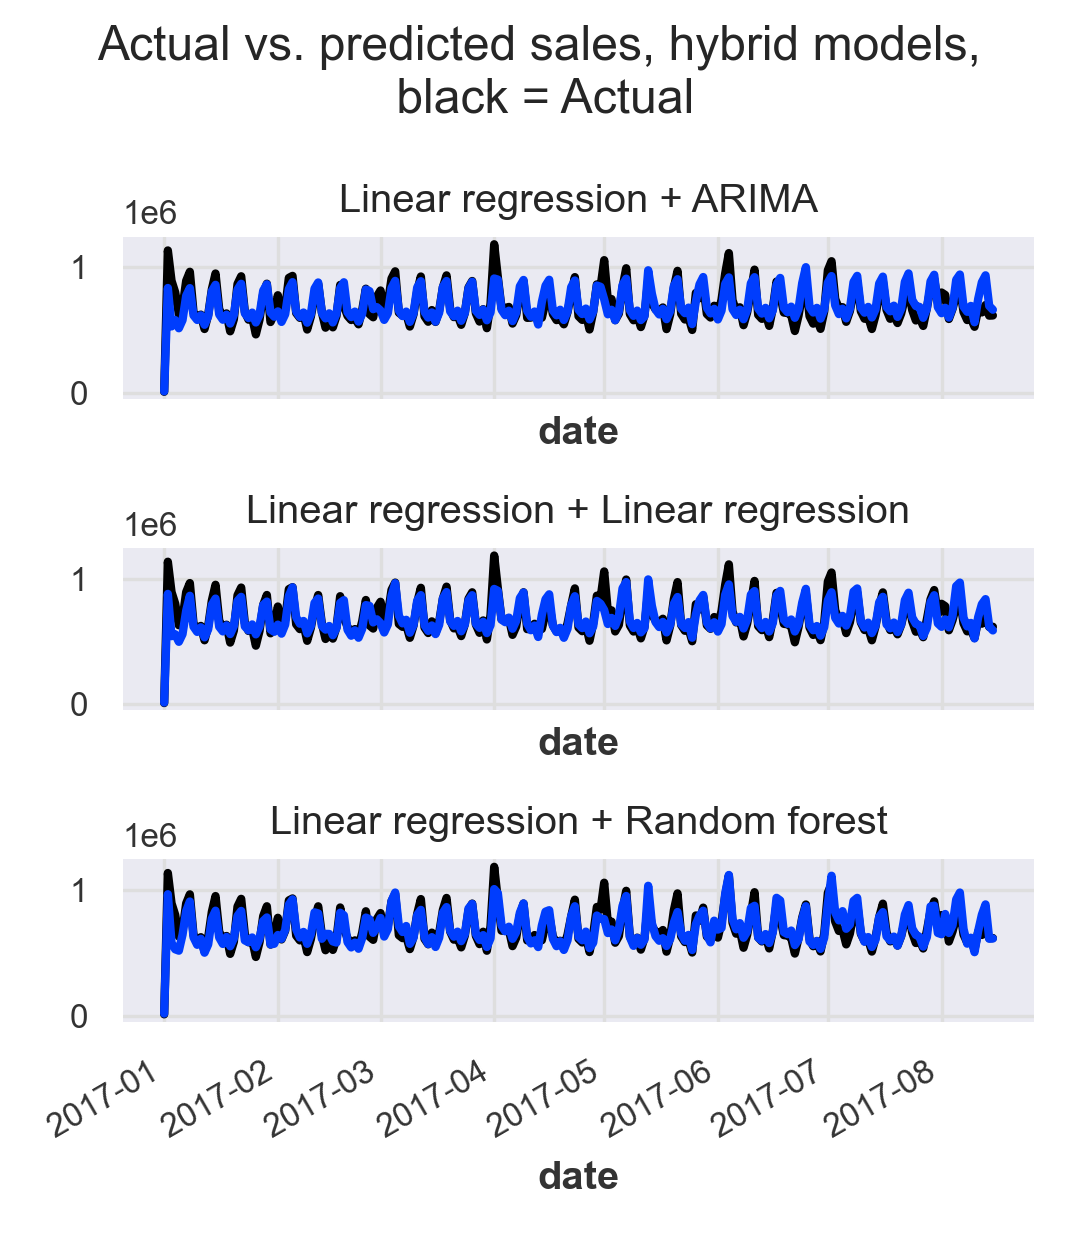 Actual vs. predicted sales, hybrid models,
black = Actual
Linear regression + ARIMA
1e6
1
0
date
Linear regression + Linear regression
1e6
1
0
date
Linear regression + Random forest
1e6
1
0
2017-01
2017-02
2017-03
2017-04
2017-05
2017-06
2017-07
2017-08
date